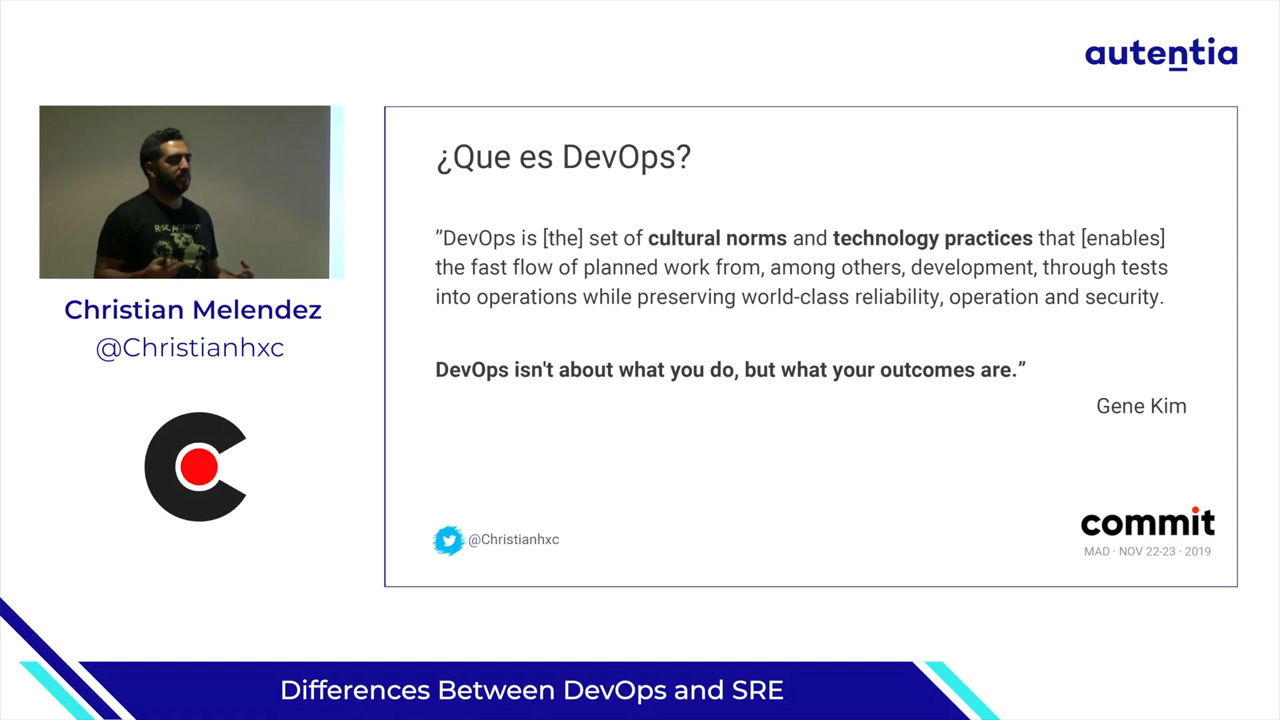 autentia
Christian Melendez
@Christianhxc
¿Que es DevOps?
”DevOps is [the] set of cultural norms and technology practices that [enables]
the fast flow of planned work from, among others, development, through tests
into operations while preserving world-class reliability, operation and security.
DevOps isn't about what you do, but what your outcomes are.”
Gene Kim
@Christianhxc
commit
MAD · NOV 22-23 · 2019
Differences Between DevOps and SRE